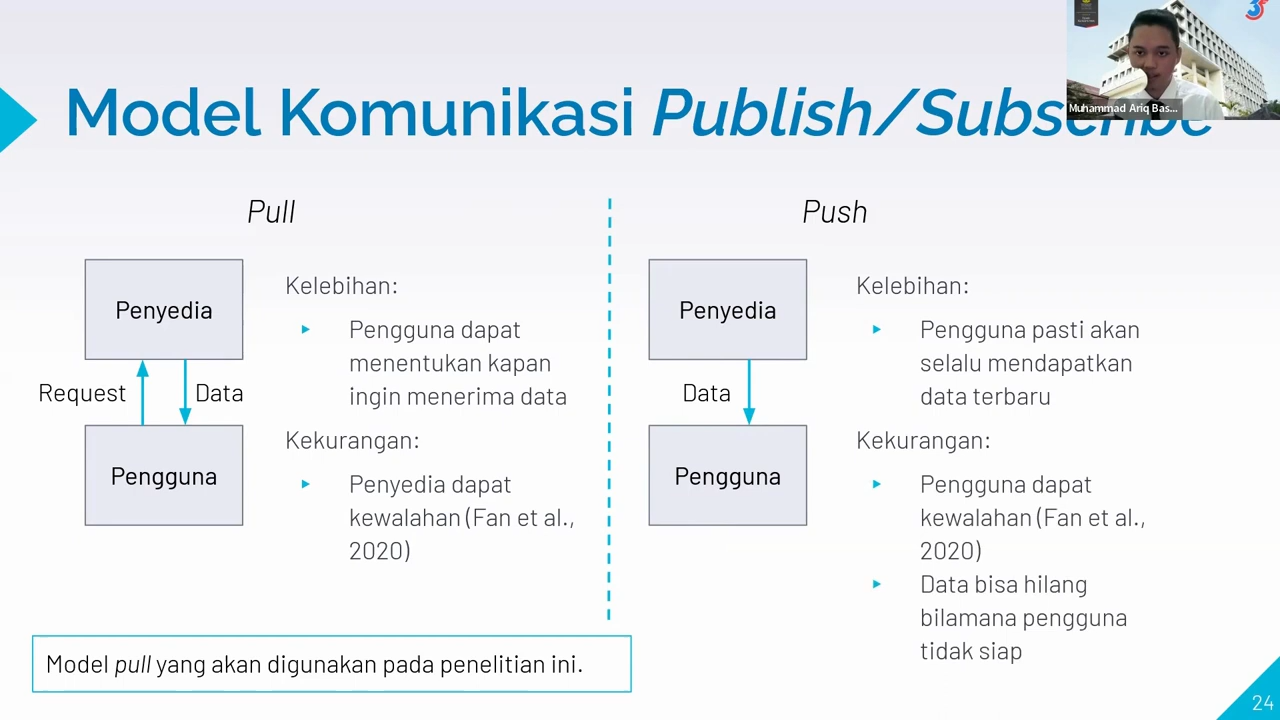 Model Komunikasi Publish/Subscribe
Muhammad Ariq Bas...
Pull
Penyedia
Request
Data
Pengguna
Kelebihan:
Pengguna dapat
menentukan kapan
ingin menerima data
Kekurangan:
Penyedia dapat
kewalahan (Fan et al.,
2020)
Push
Penyedia
Data
Pengguna
Kelebihan:
Pengguna pasti akan
selalu mendapatkan
data terbaru
Kekurangan:
Pengguna dapat
kewalahan (Fan et al.,
2020)
Data bisa hilang
bilamana pengguna
tidak siap
Model pull yang akan digunakan pada penelitian ini.
24